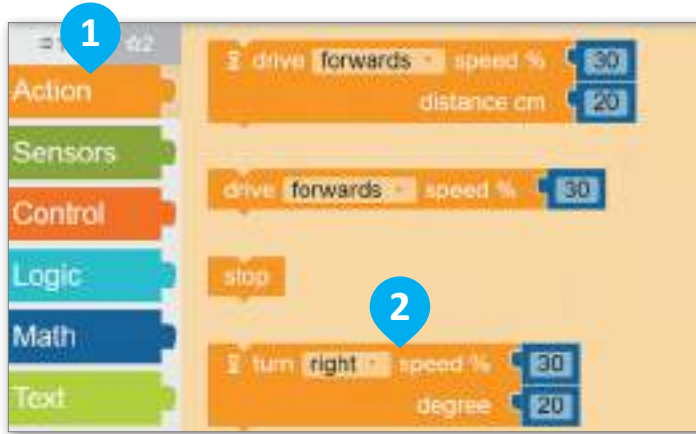 1
Action
Sensors
Control
Logic
Math
Text
drive forwards speed % 30
distance cm 20
drive forwards speed % 30
stop
2
turn right speed % 30
degree 20